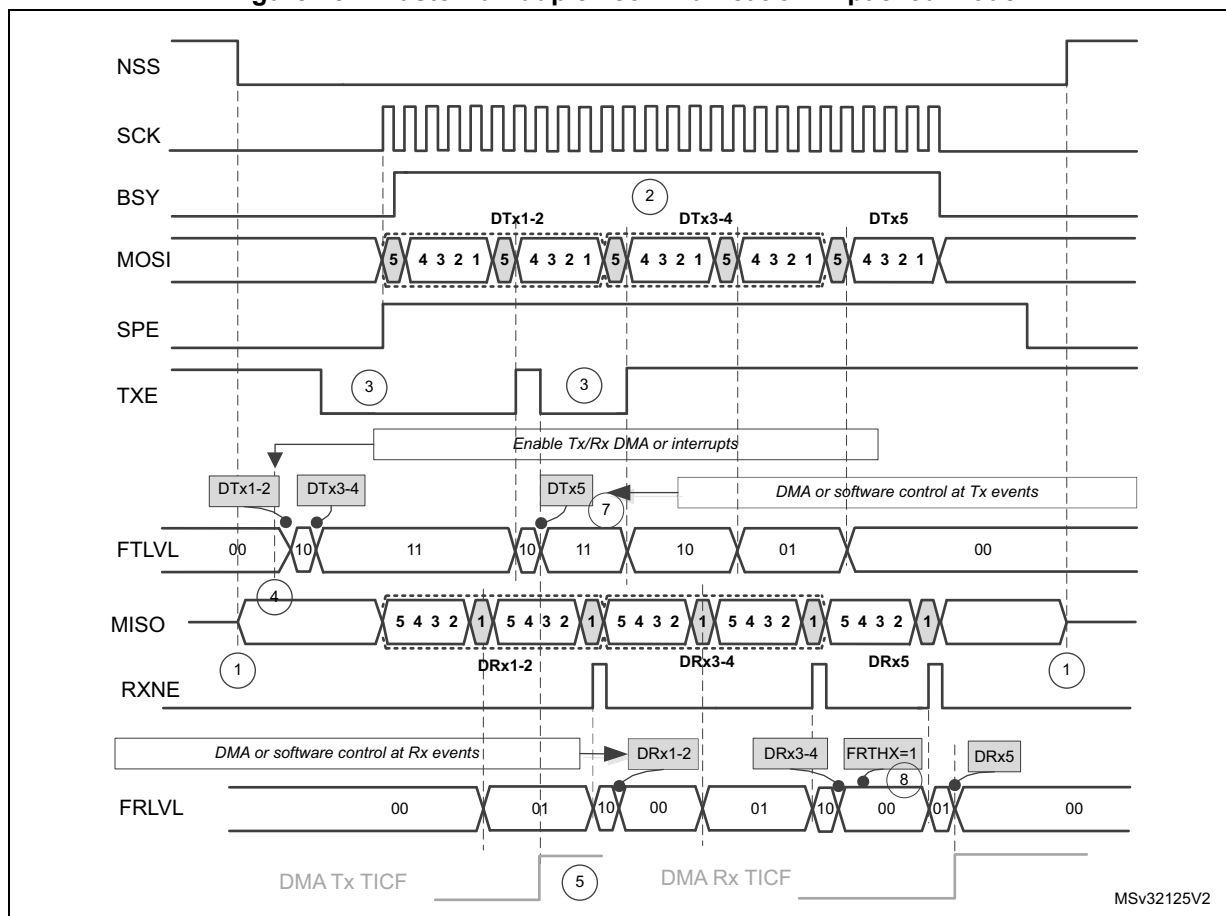 NSS
SCK
BSY
2
DTx1-2 DTx3-4 DTx5
MOSI 5 4 3 2 1 5 4 3 2 1 5 4 3 2 1 5 4 3 2 1 5 4 3 2 1
SPE
TXE 3 3
Enable Tx/Rx DMA or interrupts
DTx1-2 DTx3-4 DTx5 7 DMA or software control at Tx events
FTLVL 00 10 11 10 11 10 01 00
4
MISO 5 4 3 2 1 5 4 3 2 1 5 4 3 2 1 5 4 3 2 1 5 4 3 2 1
1 DRx1-2 DRx3-4 DRx5 1
RXNE
DMA or software control at Rx events DRx1-2 DRx3-4 FRTHX=1 8 DRx5
FRLVL 00 01 10 00 01 10 00 01 00
DMA Tx TICF 5 DMA Rx TICF
MSv32125V2